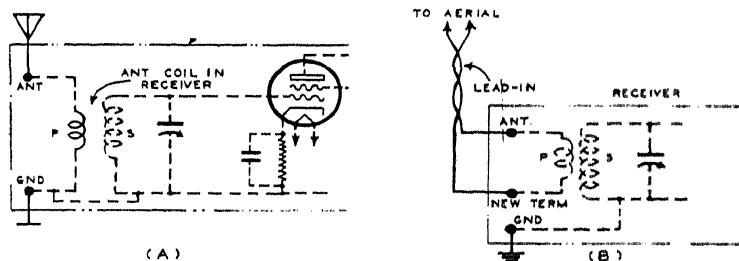 ANT
ANT COIL IN
RECEIVER
P
S
GND
(A)
TO AERIAL
LEAD-IN
RECEIVER
ANT.
P
S
NEW TERM
GND
(B)